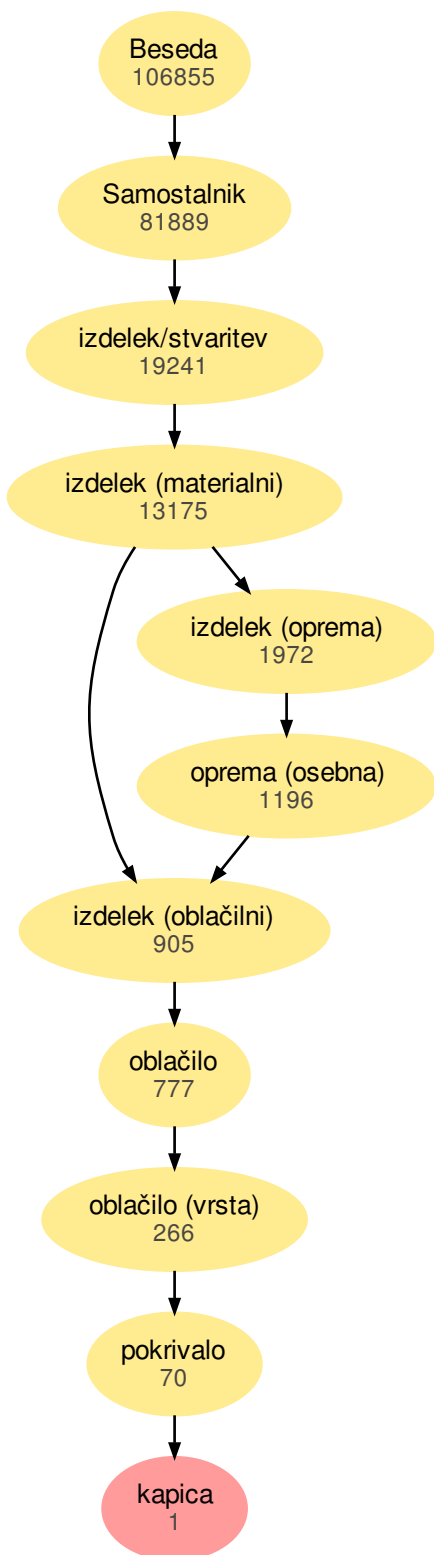 Beseda
106855
Samostalnik
81889
izdelek/stvaritev
19241
izdelek (materialni)
13175
izdelek (oprema)
1972
oprema (osebna)
1196
izdelek (oblačilni)
905
oblačilo
777
oblačilo (vrsta)
266
pokrivalo
70
kapica
1